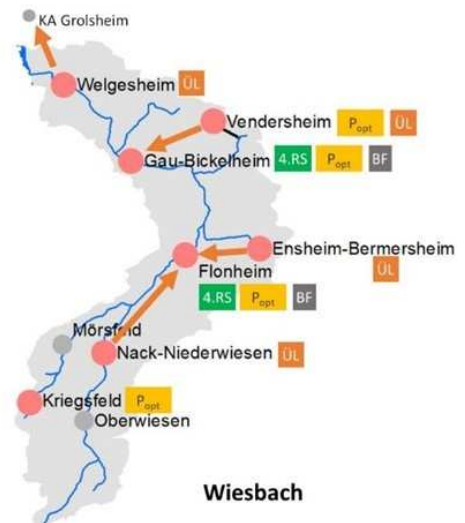 KA Grolsheim
Welgesheim ÜL
Vendersheim Popt ÜL
Gau-Bickelheim 4.RS Popt BF
Ensheim-Bermersheim
ÜL
Flonheim
4.RS Popt BF
Mörsfeld
Nack-Niederwiesen ÜL
Kriegsfeld Popt
Oberwiesen
Wiesbach